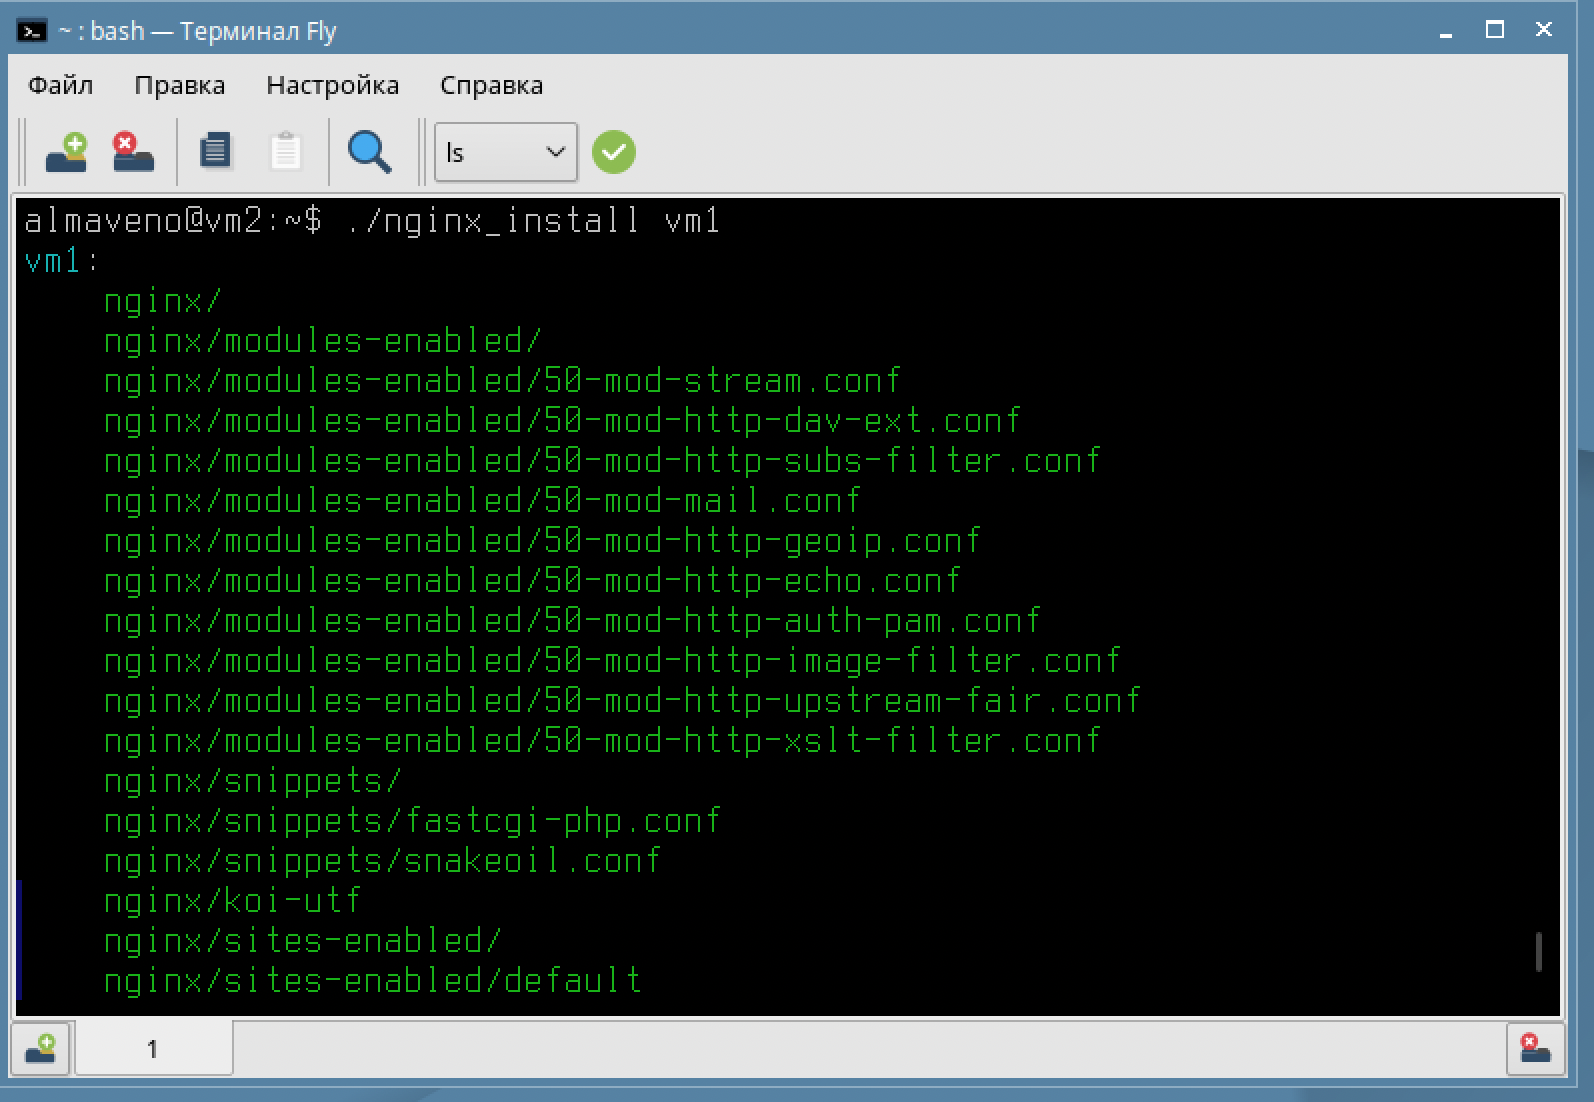 ~ : bash — Терминал Fly
Файл Правка Настройка Справка
ls
almaveno@vm2:~$ ./nginx_install vm1
vm1:
nginx/
nginx/modules-enabled/
nginx/modules-enabled/50-mod-stream.conf
nginx/modules-enabled/50-mod-http-dav-ext.conf
nginx/modules-enabled/50-mod-http-subs-filter.conf
nginx/modules-enabled/50-mod-mail.conf
nginx/modules-enabled/50-mod-http-geoip.conf
nginx/modules-enabled/50-mod-http-echo.conf
nginx/modules-enabled/50-mod-http-auth-pam.conf
nginx/modules-enabled/50-mod-http-image-filter.conf
nginx/modules-enabled/50-mod-http-upstream-fair.conf
nginx/modules-enabled/50-mod-http-xslt-filter.conf
nginx/snippets/
nginx/snippets/fastcgi-php.conf
nginx/snippets/snakeoil.conf
nginx/koi-utf
nginx/sites-enabled/
nginx/sites-enabled/default
1